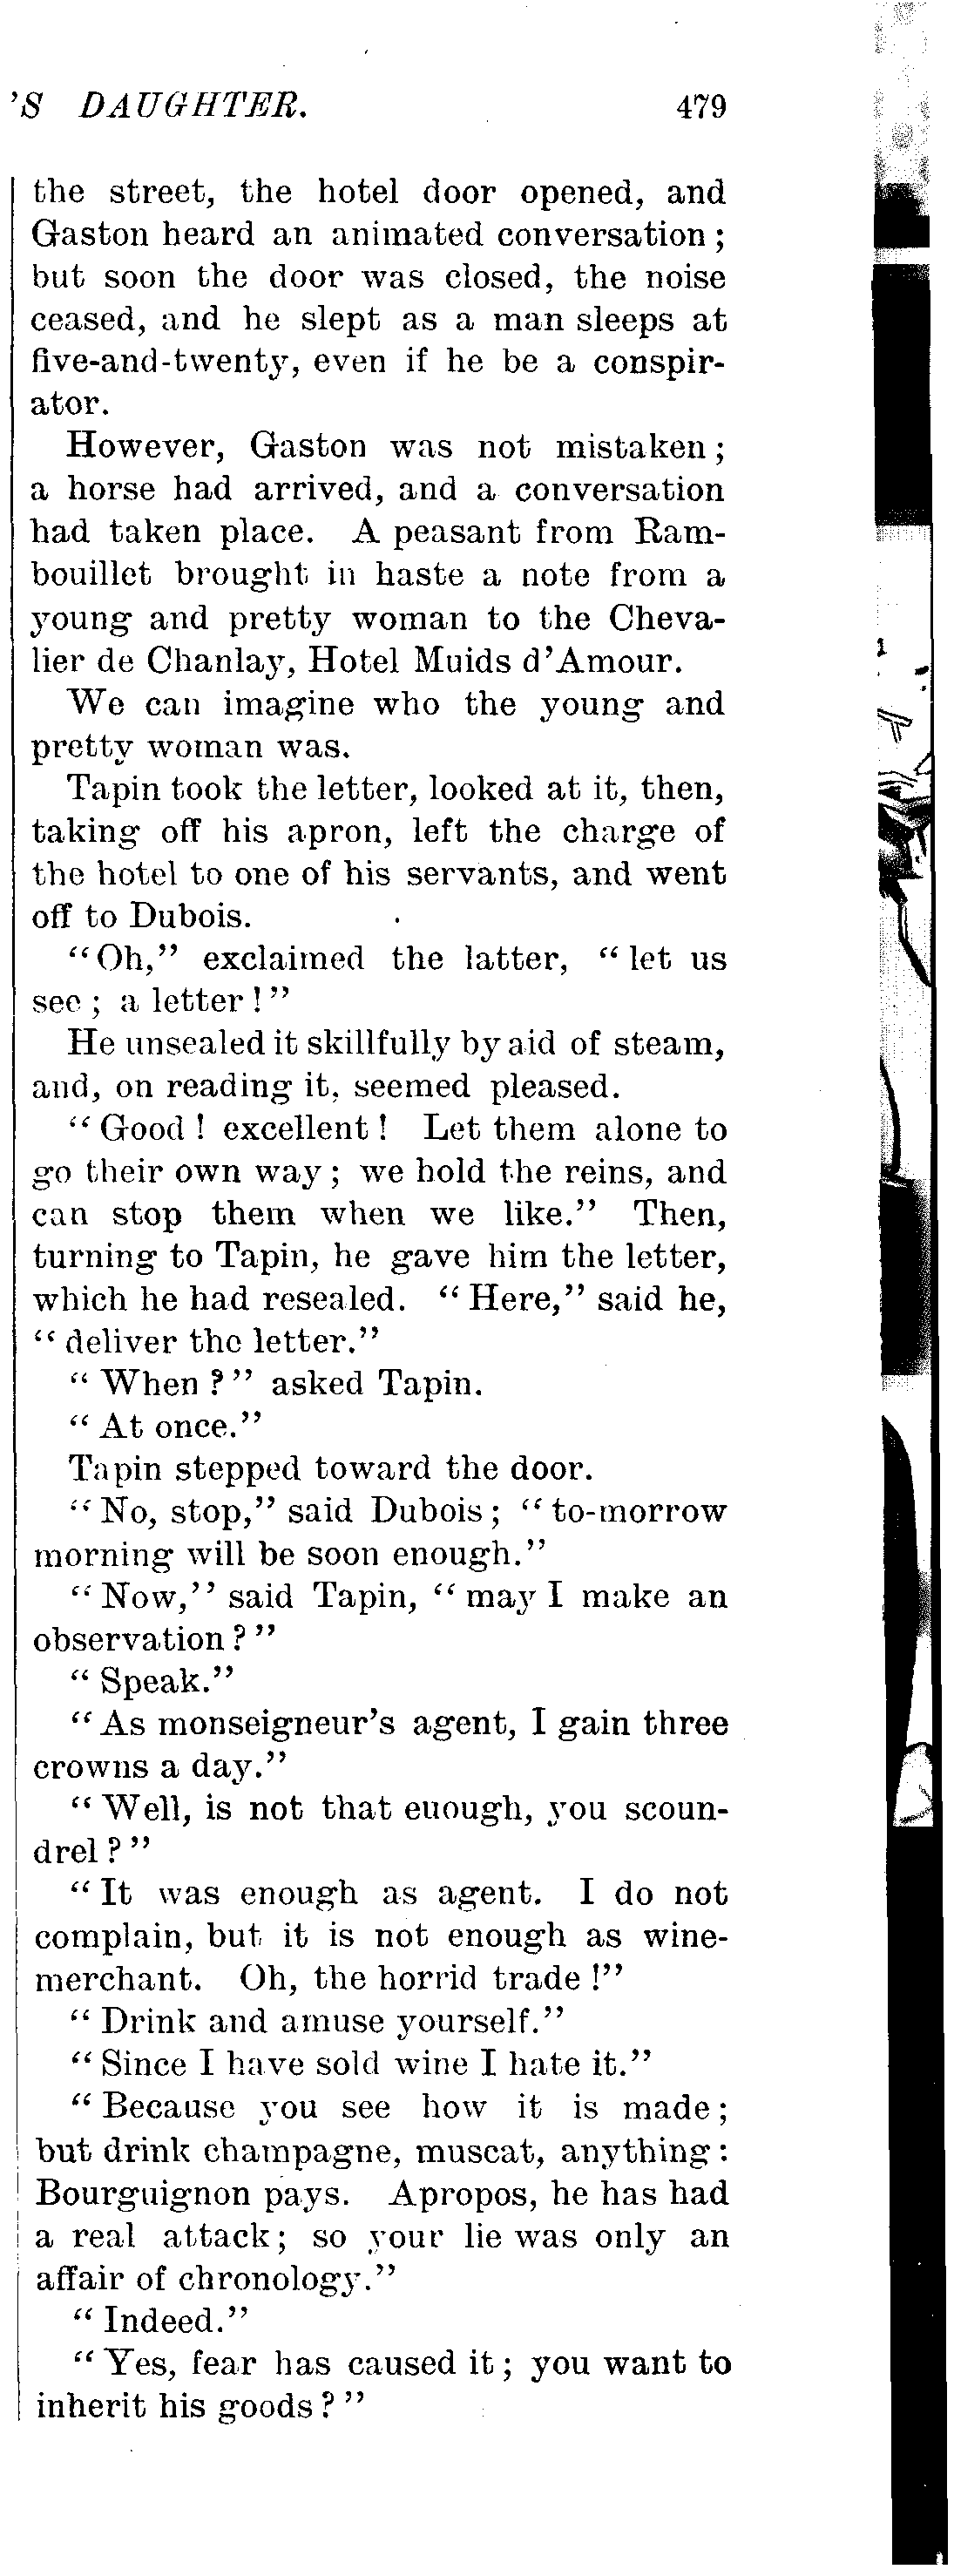 'S DAUGHTER. 479
the street, the hotel door opened, and
Gaston heard an animated conversation;
but soon the door was closed, the noise
ceased, and he slept as a man sleeps at
five-and-twenty, even if he be a conspir-
ator.
However, Gaston was not mistaken;
a horse had arrived, and a conversation
had taken place. A peasant from Ram-
bouillet brought in haste a note from a
young and pretty woman to the Cheva-
lier de Chanlay, Hotel Muids d'Amour.
We can imagine who the young and
pretty woman was.
Tapin took the letter, looked at it, then,
taking off his apron, left the charge of
the hotel to one of his servants, and went
off to Dubois.
"Oh," exclaimed the latter, "let us
see; a letter!"
He unsealed it skillfully by aid of steam,
and, on reading it, seemed pleased.
"Good! excellent! Let them alone to
go their own way; we hold the reins, and
can stop them when we like." Then,
turning to Tapin, he gave him the letter,
which he had resealed. "Here," said he,
"deliver the letter."
"When?" asked Tapin.
"At once."
Tapin stepped toward the door.
"No, stop," said Dubois; "to-morrow
morning will be soon enough."
"Now," said Tapin, "may I make an
observation?"
"Speak."
"As monseigneur's agent, I gain three
crowns a day."
"Well, is not that euough, you scoun-
drel?"
"It was enough as agent. I do not
complain, but it is not enough as wine-
merchant. Oh, the horrid trade!"
"Drink and amuse yourself."
"Since I have sold wine I hate it."
"Because you see how it is made;
but drink champagne, muscat, anything:
Bourguignon pays. Apropos, he has had
a real attack; so your lie was only an
affair of chronology."
"Indeed."
"Yes, fear has caused it; you want to
inherit his goods?"